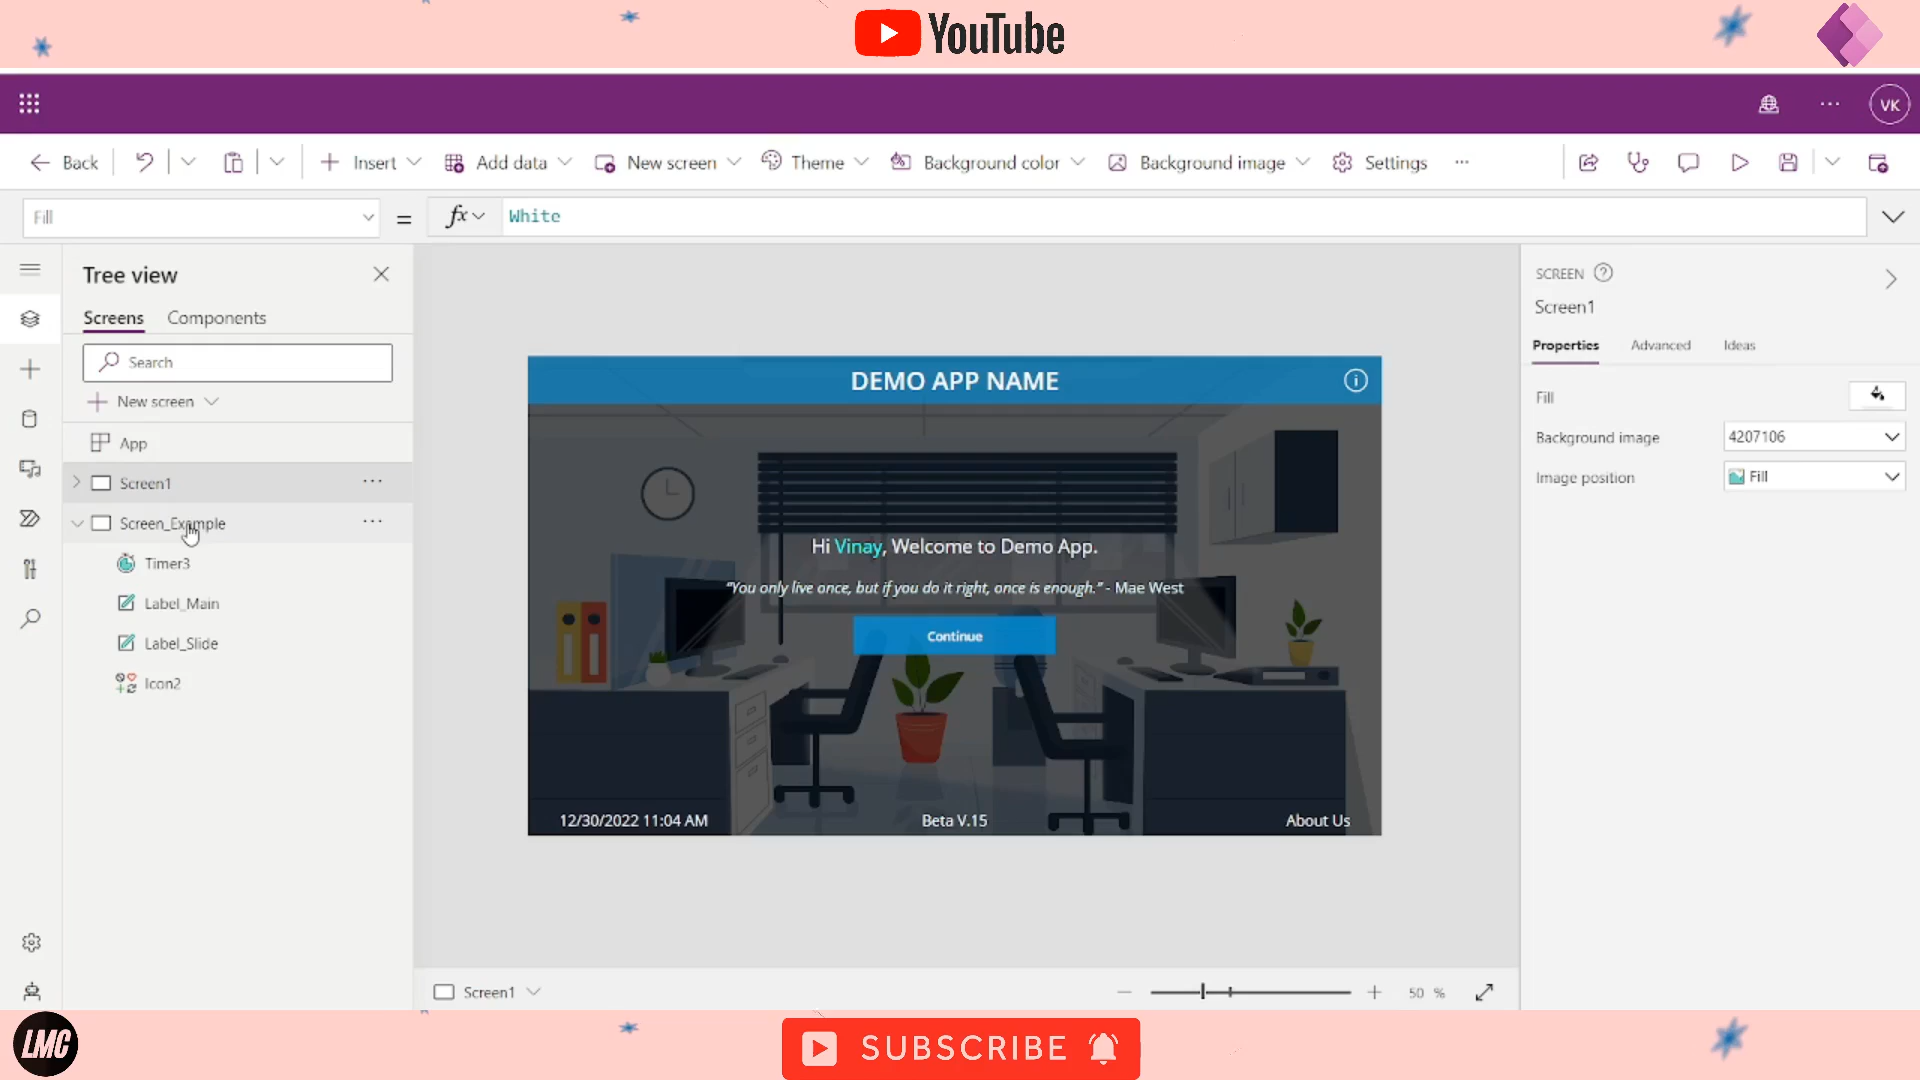 YouTube
VK
Back
Insert
Add data
New screen
Theme
Background color
Background image
Settings
Fill
=
fx
White
Tree view
Screens
Components
Search
New screen
App
Screen1
Screen_Example
Timer3
Label_Main
Label_Slide
Icon2
DEMO APP NAME
Hi Vinay, Welcome to Demo App.
“You only live once, but if you do it right, once is enough.” - Mae West
Continue
12/30/2022 11:04 AM
Beta V.15
About Us
SCREEN
Screen1
Properties
Advanced
Ideas
Fill
Background image
4207106
Image position
Fill
Screen1
50 %
LMC
SUBSCRIBE